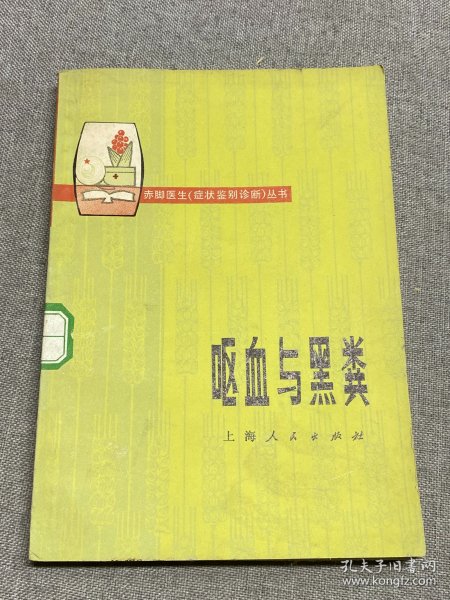 赤脚医生(症状鉴别诊断)丛书
呕血与黑粪
上海人民出版社
孔夫子旧书网
www.kongfz.com